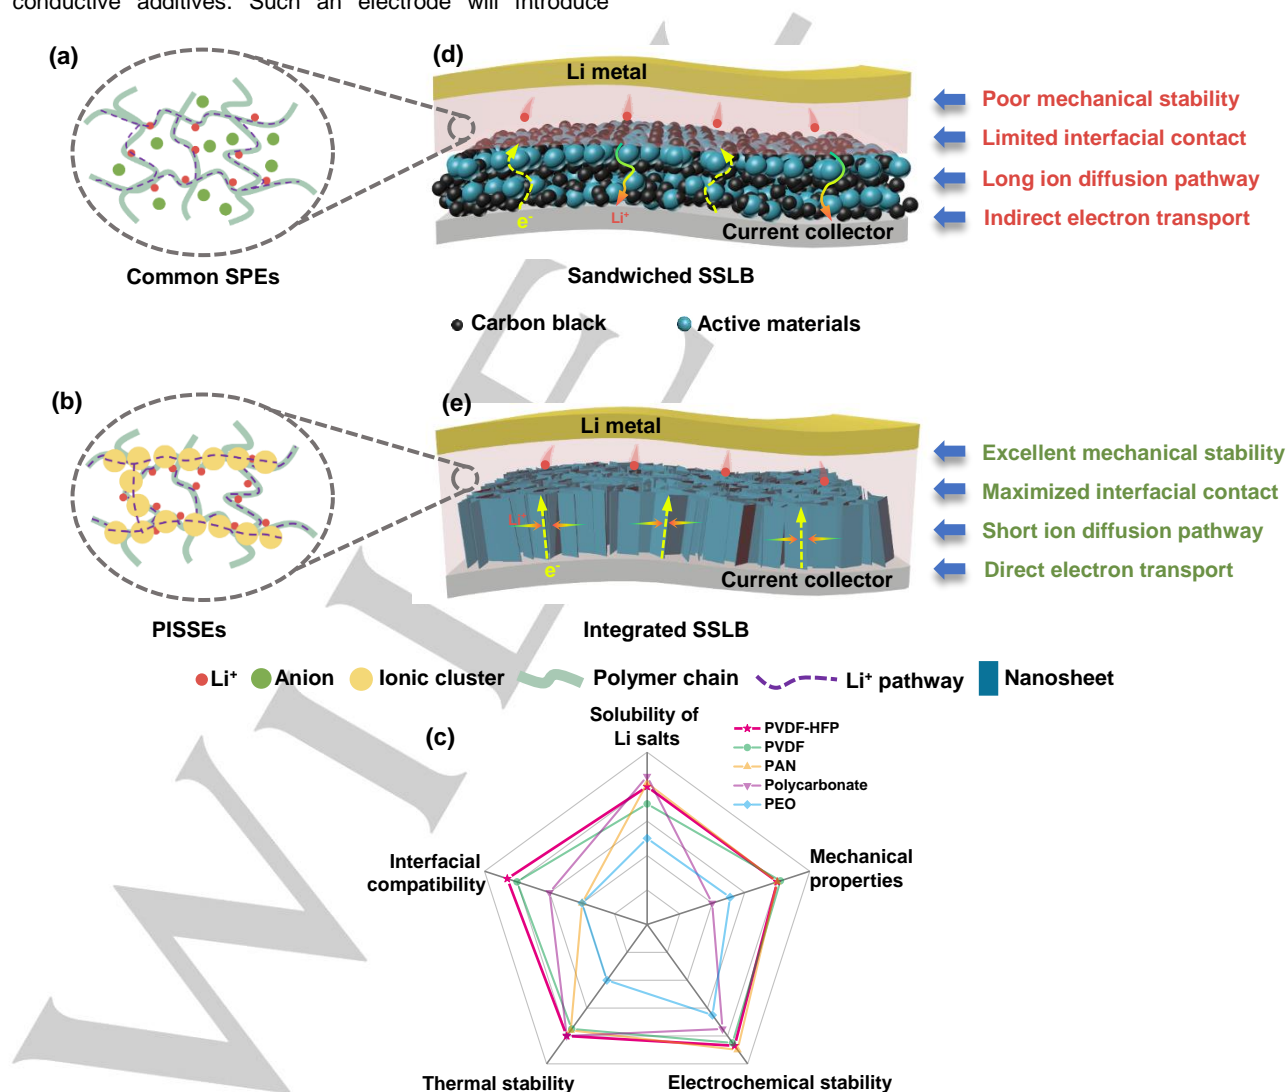 conductive additives. Such an electrode will introduce
(a)
Common SPEs
(d)
Li metal
e-
Li+
Current collector
Sandwiched SSLB
Poor mechanical stability
Limited interfacial contact
Long ion diffusion pathway
Indirect electron transport
Carbon black
Active materials
(b)
PISSEs
(e)
Li metal
Li+
e-
Current collector
Integrated SSLB
Excellent mechanical stability
Maximized interfacial contact
Short ion diffusion pathway
Direct electron transport
Li+ Anion Ionic cluster Polymer chain Li+ pathway Nanosheet
(c)
Solubility of
Li salts
PVDF-HFP
PVDF
PAN
Polycarbonate
PEO
Interfacial
compatibility
Mechanical
properties
Thermal stability
Electrochemical stability